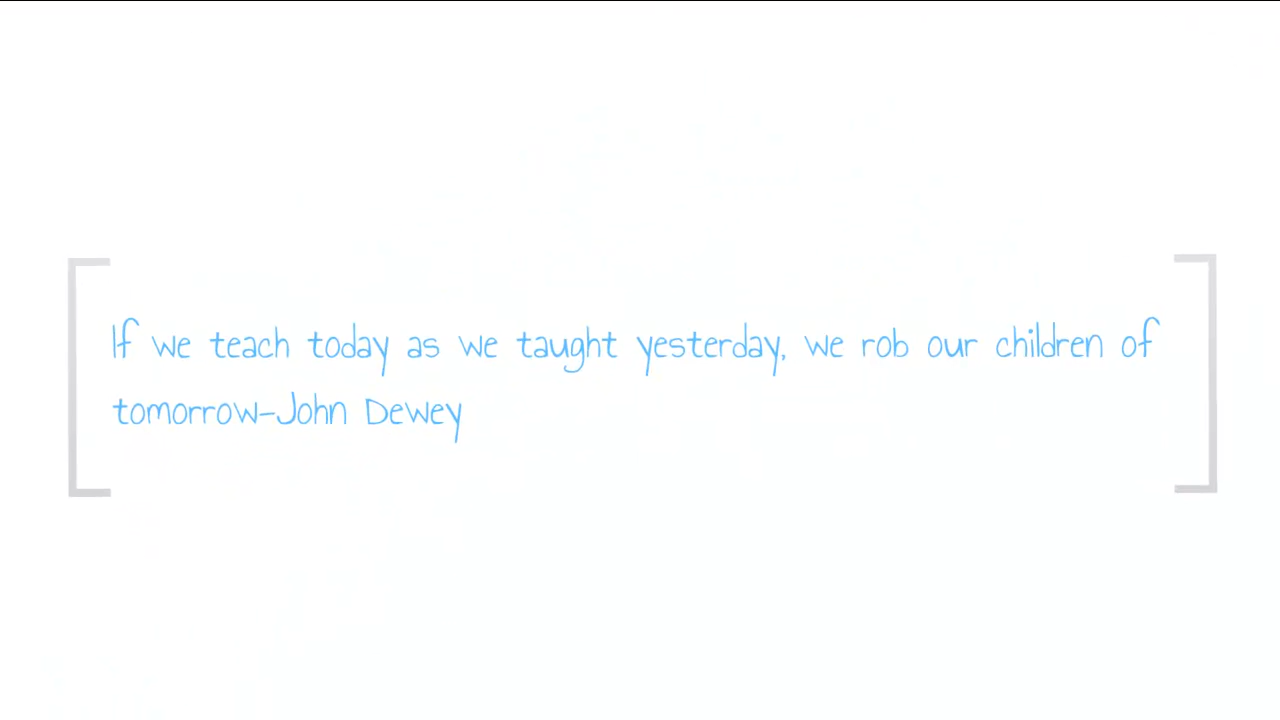 If we teach today as we taught yesterday, we rob our children of
tomorrow-John Dewey